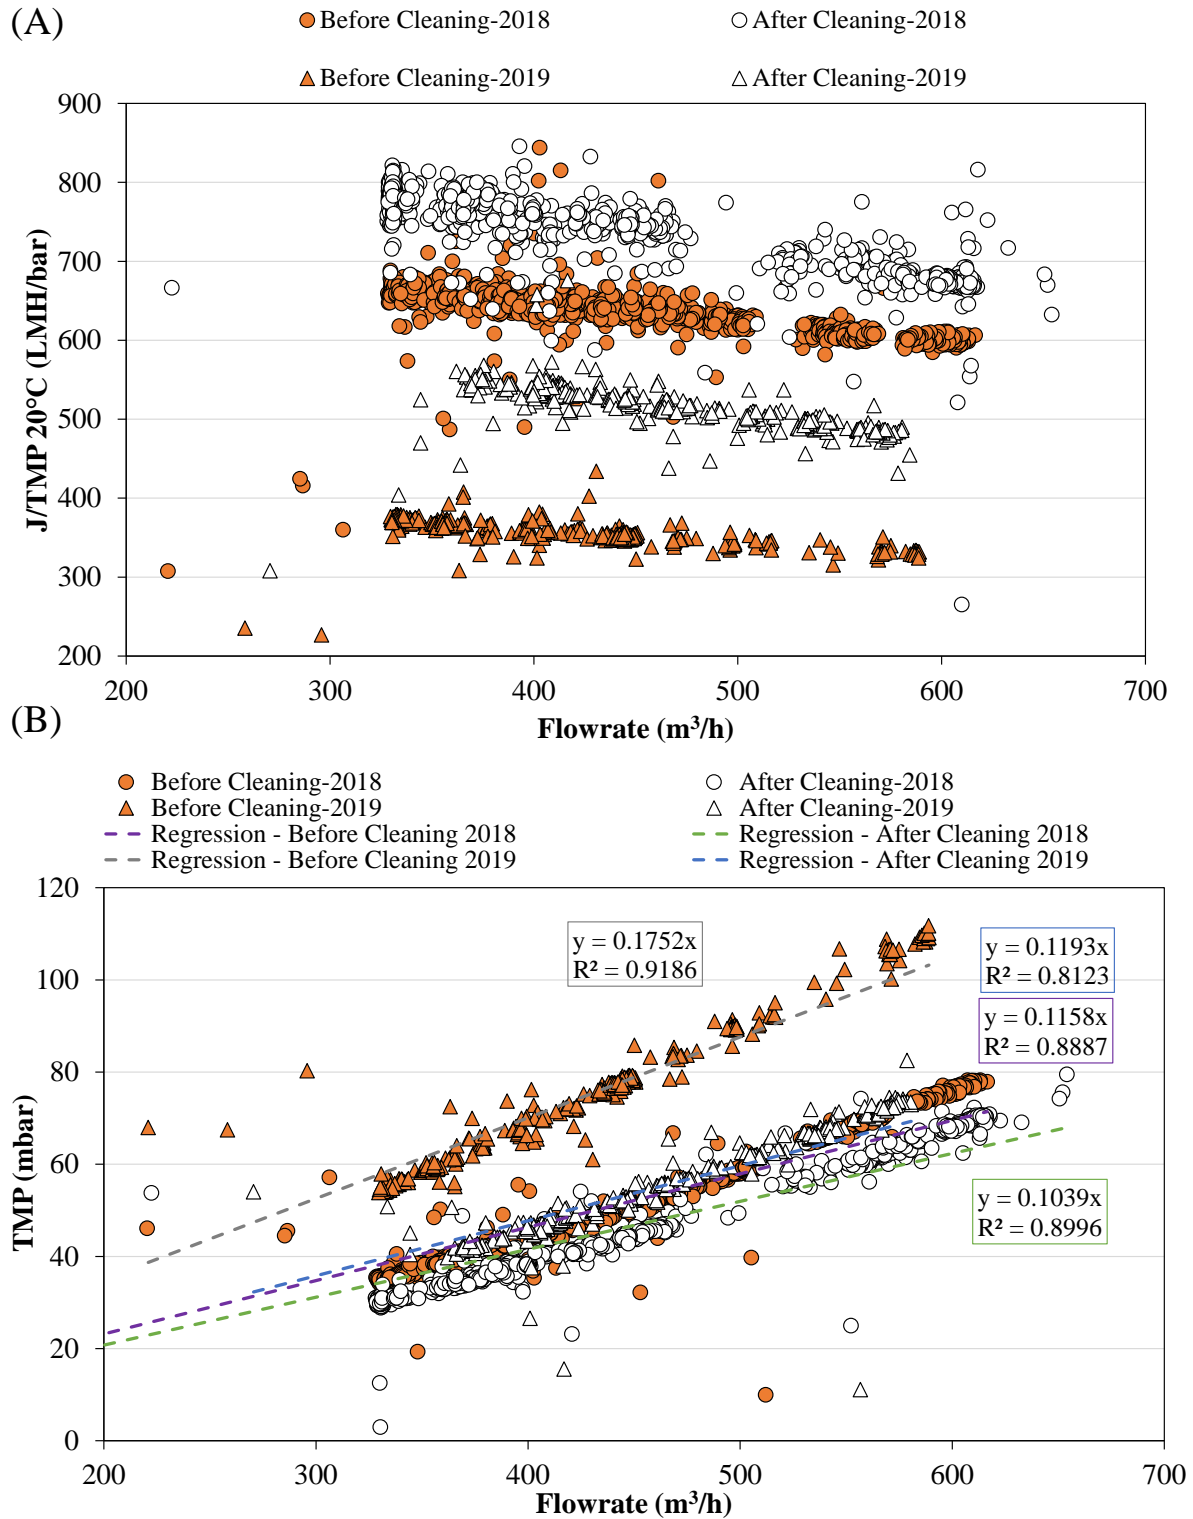 (A)
Before Cleaning-2018
After Cleaning-2018
Before Cleaning-2019
After Cleaning-2019
900
800
700
600
500
400
300
200
J/TMP 20°C (LMH/bar)
200 300 400 500 600 700
Flowrate (m³/h)
(B)
Before Cleaning-2018
After Cleaning-2018
Before Cleaning-2019
After Cleaning-2019
Regression - Before Cleaning 2018
Regression - After Cleaning 2018
Regression - Before Cleaning 2019
Regression - After Cleaning 2019
120
100
80
60
40
20
0
TMP (mbar)
y = 0.1752x
R² = 0.9186
y = 0.1193x
R² = 0.8123
y = 0.1158x
R² = 0.8887
y = 0.1039x
R² = 0.8996
200 300 400 500 600 700
Flowrate (m³/h)